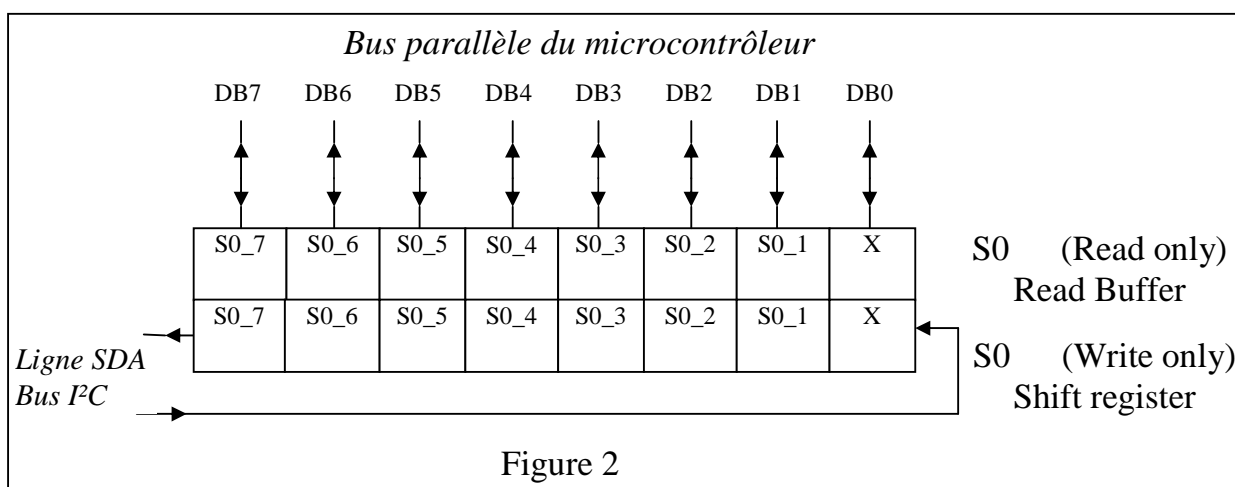 Bus parallèle du microcontrôleur
DB7 DB6 DB5 DB4 DB3 DB2 DB1 DB0
S0_7 S0_6 S0_5 S0_4 S0_3 S0_2 S0_1 X
S0 (Read only)
Read Buffer
S0_7 S0_6 S0_5 S0_4 S0_3 S0_2 S0_1 X
S0 (Write only)
Shift register
Ligne SDA
Bus I²C
Figure 2